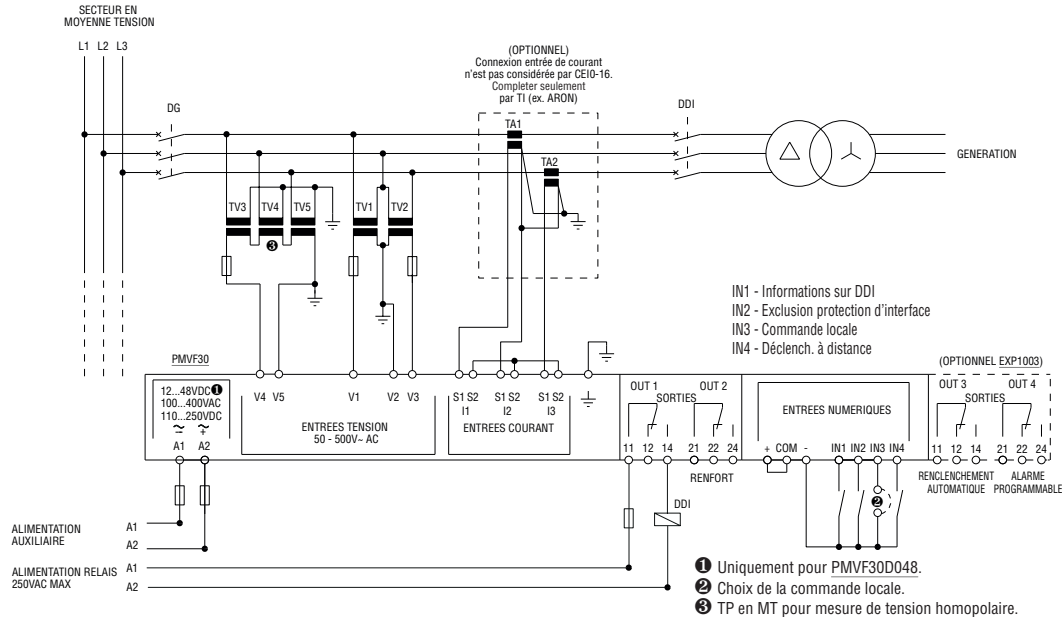 SECTEUR EN
MOYENNE TENSION
L1 L2 L3
DG
(OPTIONNEL)
Connexion entrée de courant
n'est pas considérée par CEI0-16.
Completer seulement
par TI (ex. ARON)
TA1
TA2
DDI
GENERATION
TV3 TV4 TV5
TV1 TV2
❸
IN1 - Informations sur DDI
IN2 - Exclusion protection d'interface
IN3 - Commande locale
IN4 - Déclench. à distance
PMVF30
12...48VDC❶
100...400VAC
110...250VDC
~ ~
– +
A1 A2
V4 V5 V1 V2 V3
ENTREES TENSION
50 - 500V~ AC
S1 S2 S1 S2 S1 S2
I1 I2 I3
ENTREES COURANT
OUT 1 OUT 2
SORTIES
11 12 14 21 22 24
RENFORT
ENTREES NUMERIQUES
+ COM - IN1 IN2 IN3 IN4
❷
(OPTIONNEL EXP1003)
OUT 3 OUT 4
SORTIES
11 12 14 21 22 24
RENCLENCHEMENT
AUTOMATIQUE
ALARME
PROGRAMMABLE
DDI
ALIMENTATION
AUXILIAIRE
A1
A2
ALIMENTATION RELAIS
250VAC MAX
A1
A2
❶ Uniquement pour PMVF30D048.
❷ Choix de la commande locale.
❸ TP en MT pour mesure de tension homopolaire.